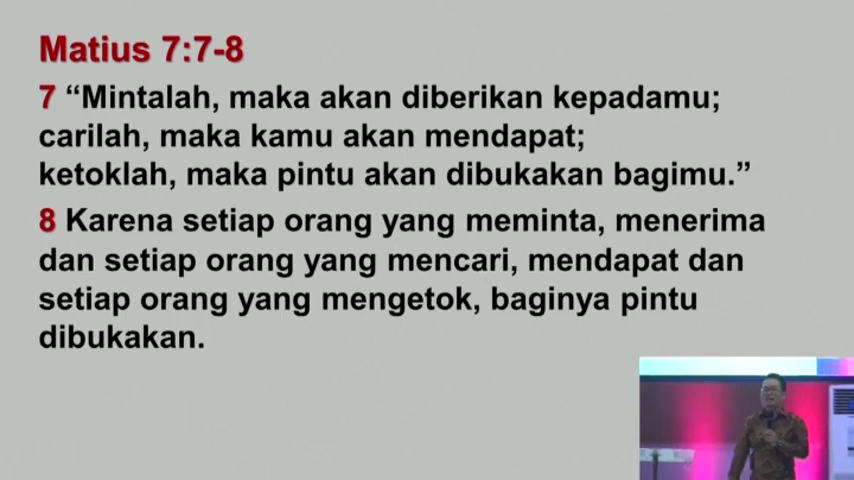 Matius 7:7-8
7 “Mintalah, maka akan diberikan kepadamu;
carilah, maka kamu akan mendapat;
ketoklah, maka pintu akan dibukakan bagimu.”
8 Karena setiap orang yang meminta, menerima
dan setiap orang yang mencari, mendapat dan
setiap orang yang mengetok, baginya pintu
dibukakan.